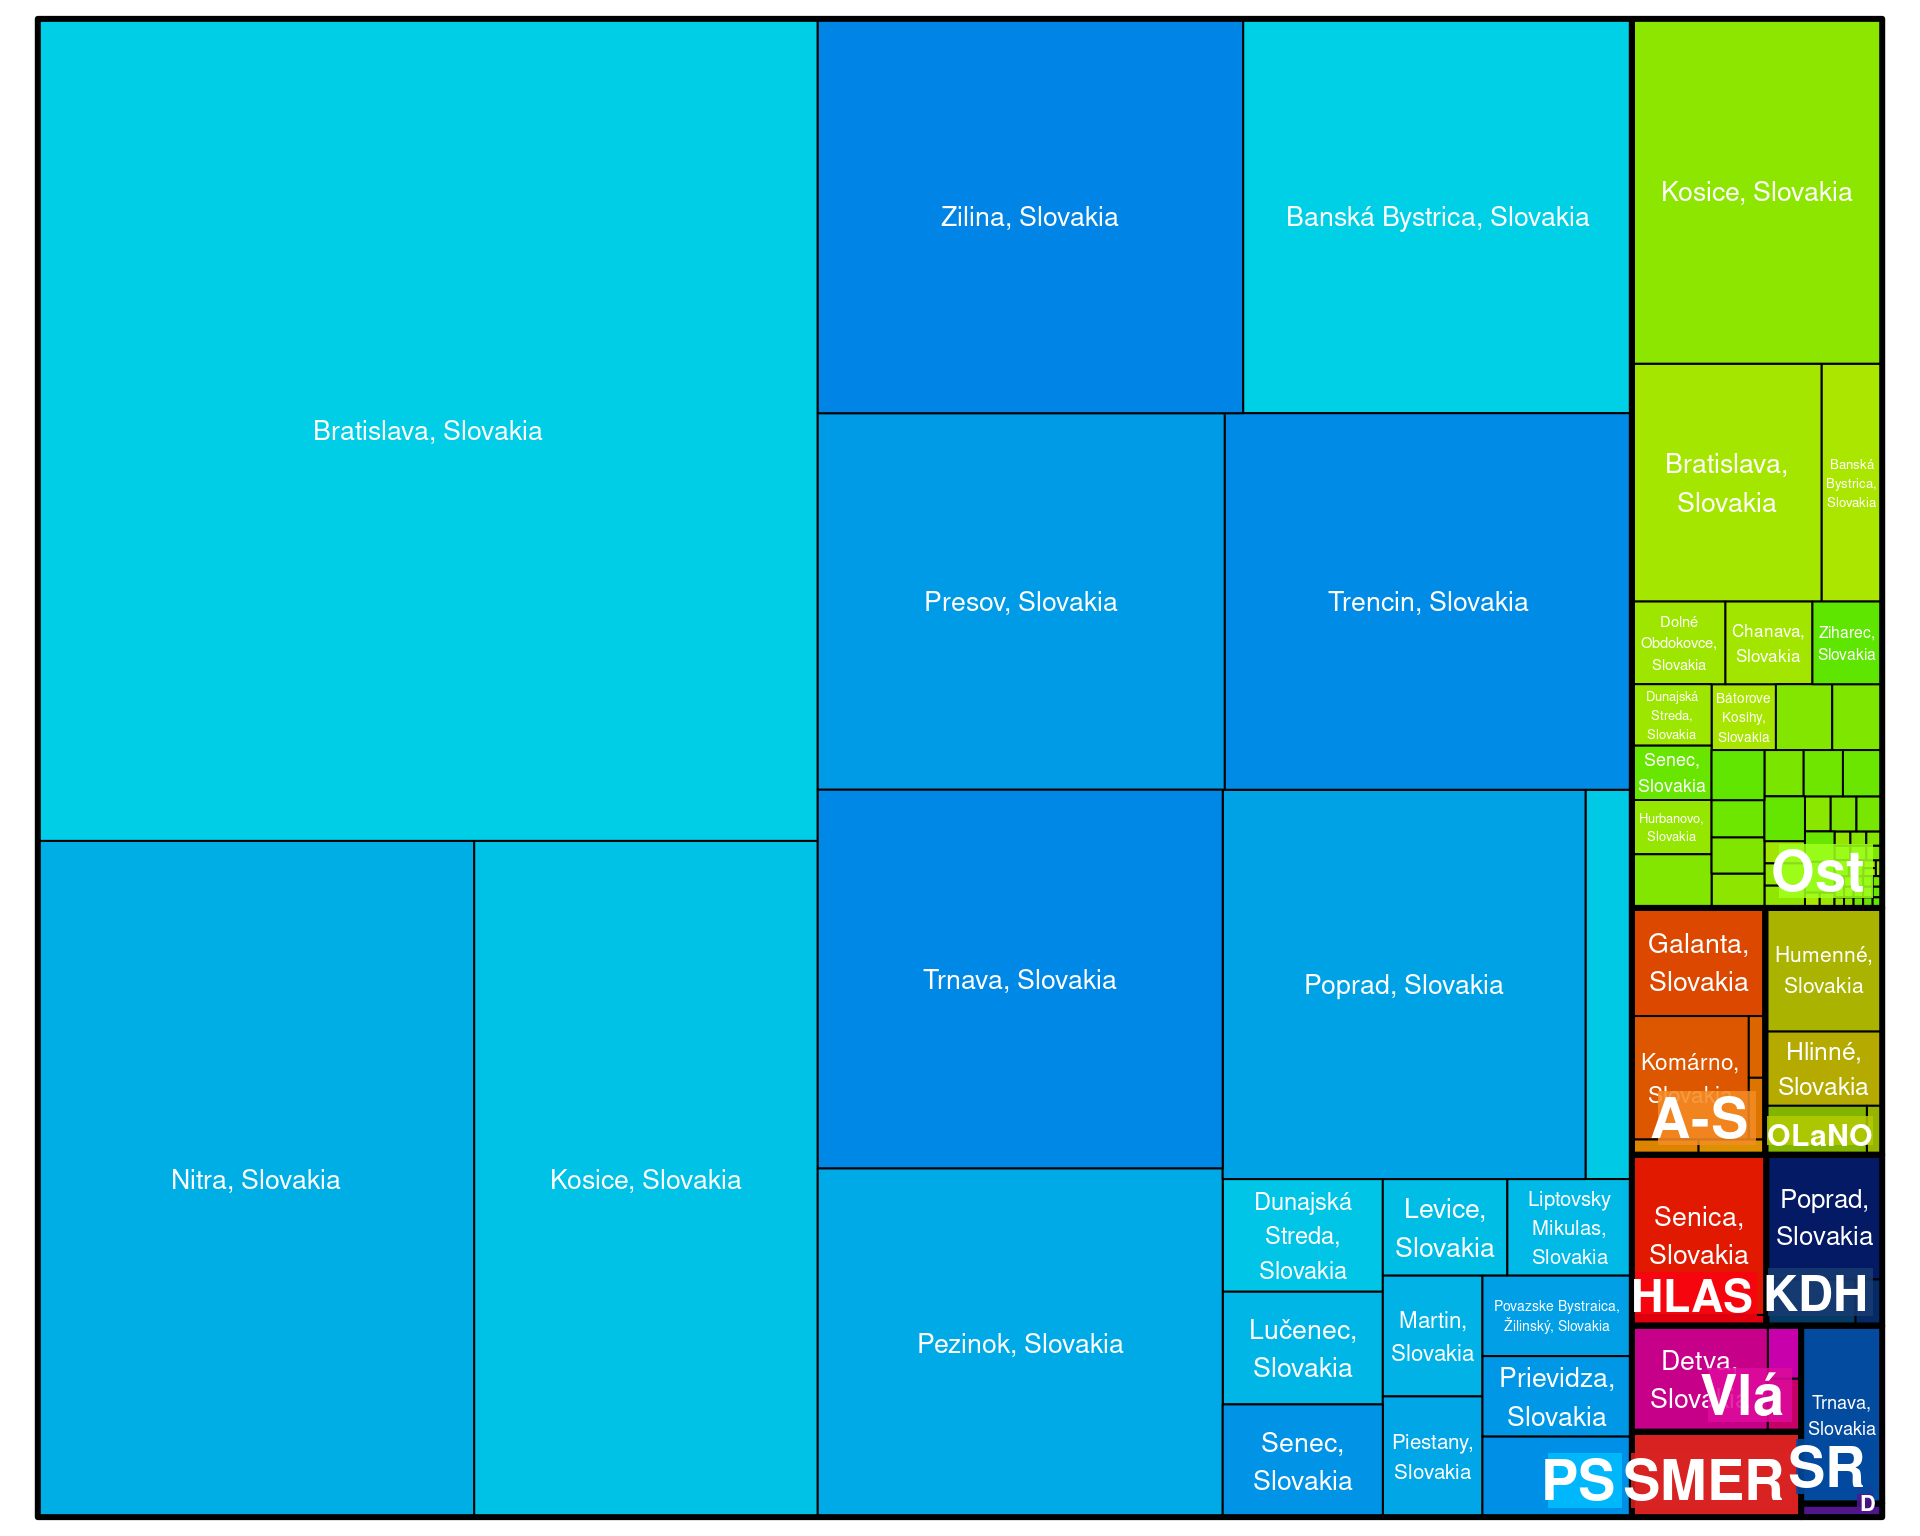 Bratislava, Slovakia
Nitra, Slovakia
Kosice, Slovakia
Zilina, Slovakia
Banská Bystrica, Slovakia
Presov, Slovakia
Trencin, Slovakia
Trnava, Slovakia
Poprad, Slovakia
Pezinok, Slovakia
Dunajská
Streda,
Slovakia
Lučenec,
Slovakia
Senec,
Slovakia
Levice,
Slovakia
Liptovsky
Mikulas,
Slovakia
Martin,
Slovakia
Piestany,
Slovakia
Povazske Bystraica,
Žilinský, Slovakia
Prievidza,
Slovakia
PS
Kosice, Slovakia
Bratislava,
Slovakia
Banská
Bystrica,
Slovakia
Dolné
Obdokovce,
Slovakia
Chanava,
Slovakia
Ziharec,
Slovakia
Dunajská
Streda,
Slovakia
Bátorove
Kosihy,
Slovakia
Senec,
Slovakia
Hurbanovo,
Slovakia
Ost
Galanta,
Slovakia
Komárno,
Slovakia
A-S
Humenné,
Slovakia
Hlinné,
Slovakia
OLaNO
Senica,
Slovakia
HLAS
Poprad,
Slovakia
KDH
Detva,
Slovakia
Vlá
Trnava,
Slovakia
SR
SMER
D